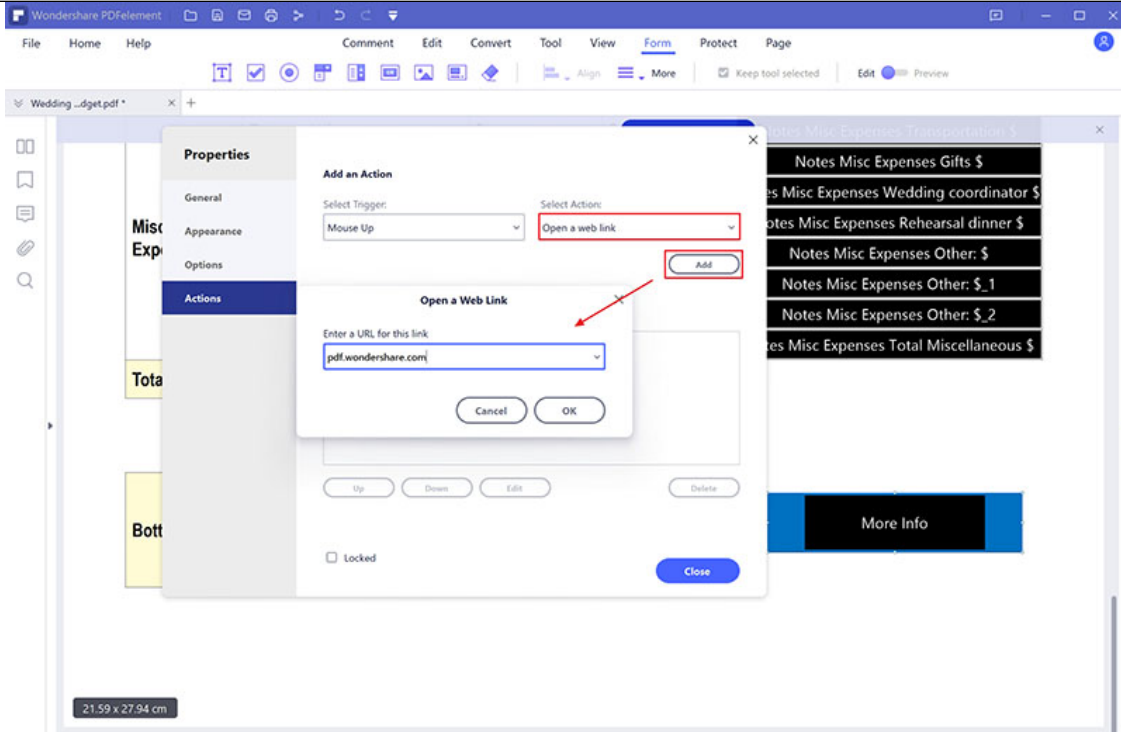 Wondershare PDFelement
File Home Help Comment Edit Convert Tool View Form Protect Page
T Align More Keep tool selected Edit Preview
Wedding ...dget.pdf *
Properties
General
Appearance
Options
Actions
Add an Action
Select Trigger: Select Action:
Mouse Up Open a web link
Add
Open a Web Link
Enter a URL for this link
pdf.wondershare.com
Cancel OK
Up Down Edit Delete
Locked
Close
Misc
Expe
Tota
Bott
otes Misc Expenses Transportation $
Notes Misc Expenses Gifts $
es Misc Expenses Wedding coordinator $
otes Misc Expenses Rehearsal dinner $
Notes Misc Expenses Other: $
Notes Misc Expenses Other: $_1
Notes Misc Expenses Other: $_2
tes Misc Expenses Total Miscellaneous $
More Info
21.59 x 27.94 cm